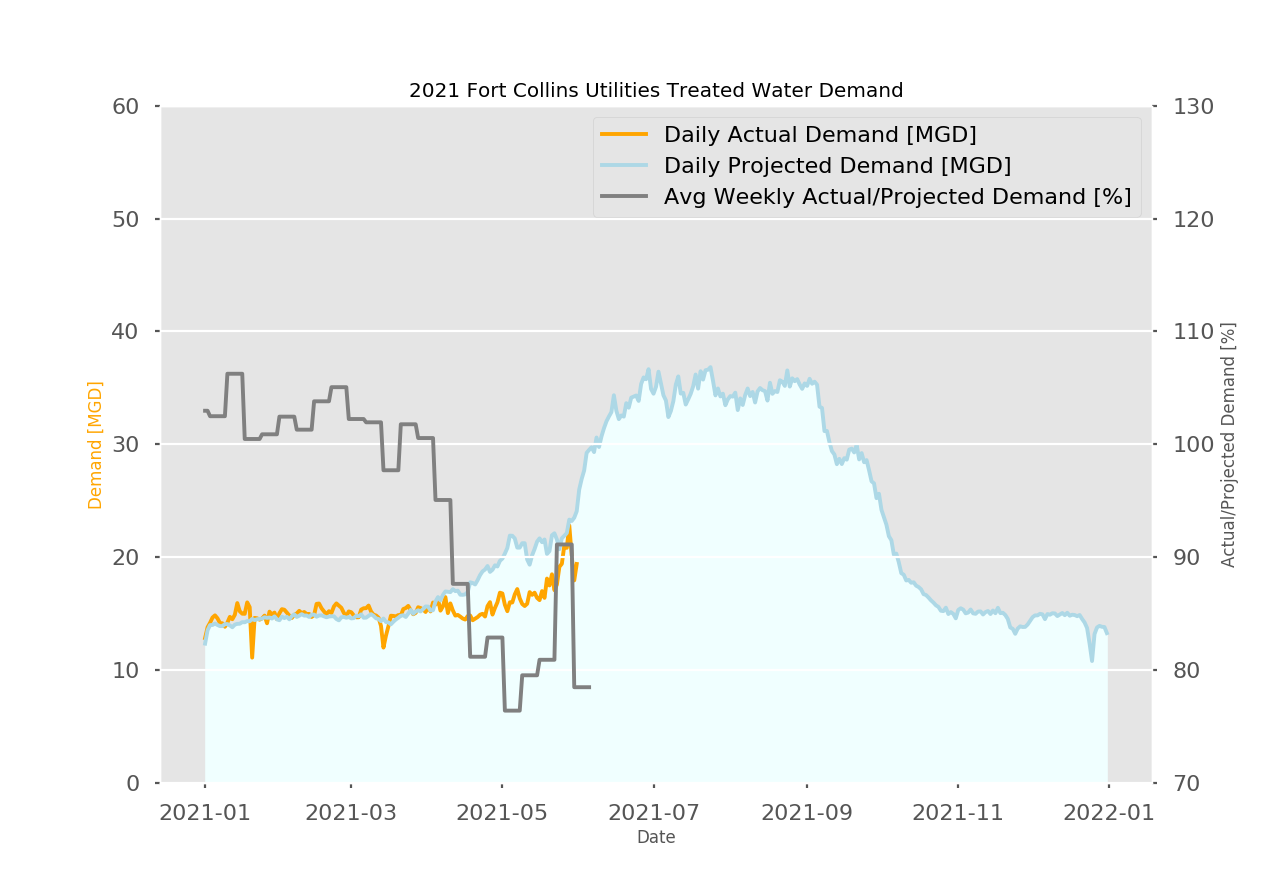 2021 Fort Collins Utilities Treated Water Demand
Daily Actual Demand [MGD]
Daily Projected Demand [MGD]
Avg Weekly Actual/Projected Demand [%]
60
50
40
30
20
10
0
Demand [MGD]
130
120
110
100
90
80
70
Actual/Projected Demand [%]
2021-01 2021-03 2021-05 2021-07 2021-09 2021-11 2022-01
Date